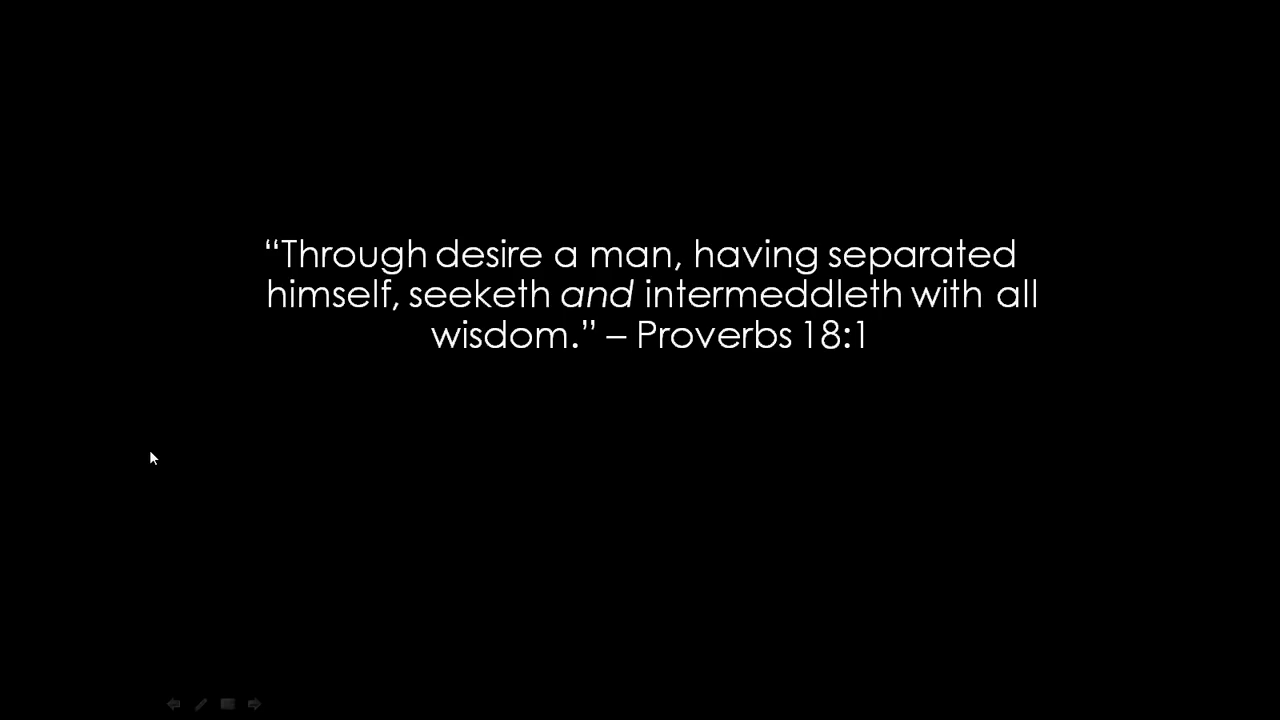 “Through desire a man, having separated
himself, seeketh and intermeddleth with all
wisdom.” – Proverbs 18:1